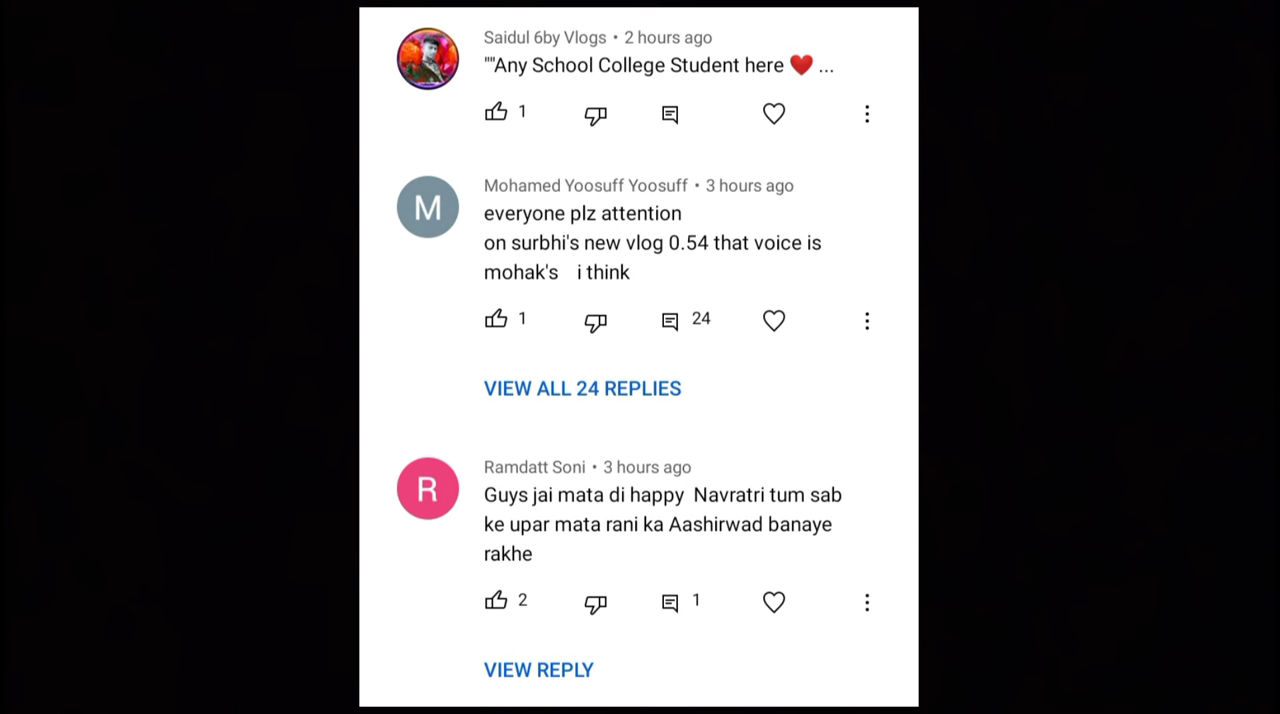 Saidul 6by Vlogs • 2 hours ago
""Any School College Student here ❤️ ...
1
M
Mohamed Yoosuff Yoosuff • 3 hours ago
everyone plz attention
on surbhi's new vlog 0.54 that voice is
mohak's i think
1 24
VIEW ALL 24 REPLIES
R
Ramdatt Soni • 3 hours ago
Guys jai mata di happy Navratri tum sab
ke upar mata rani ka Aashirwad banaye
rakhe
2 1
VIEW REPLY